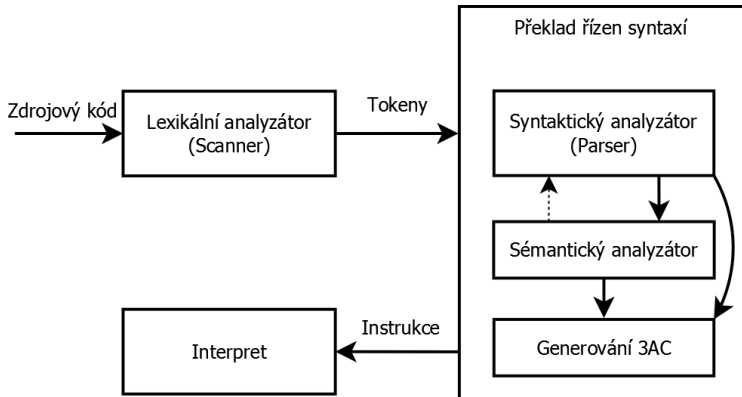 Překlad řízen syntaxí
Zdrojový kód
Lexikální analyzátor
(Scanner)
Tokeny
Syntaktický analyzátor
(Parser)
Sémantický analyzátor
Generování 3AC
Instrukce
Interpret